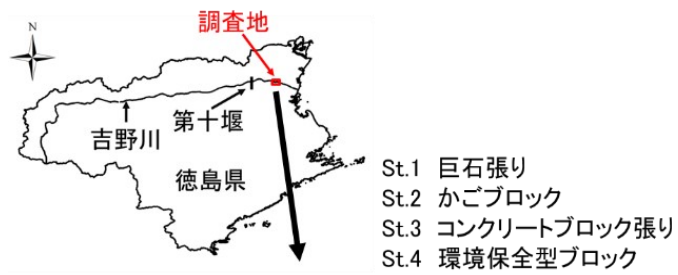 N
調査地
第十堰
吉野川
徳島県
St.1 巨石張り
St.2 かごブロック
St.3 コンクリートブロック張り
St.4 環境保全型ブロック